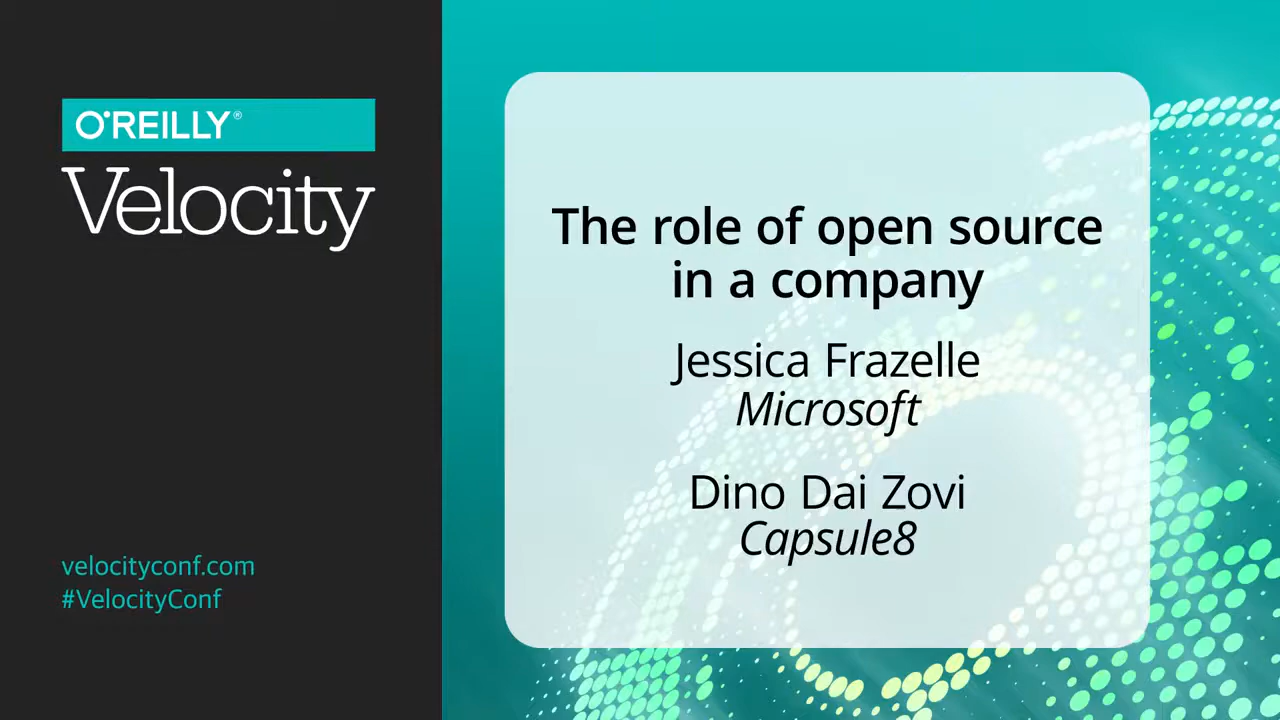 O'REILLY®
Velocity
velocityconf.com
#VelocityConf
The role of open source
in a company
Jessica Frazelle
Microsoft
Dino Dai Zovi
Capsule8